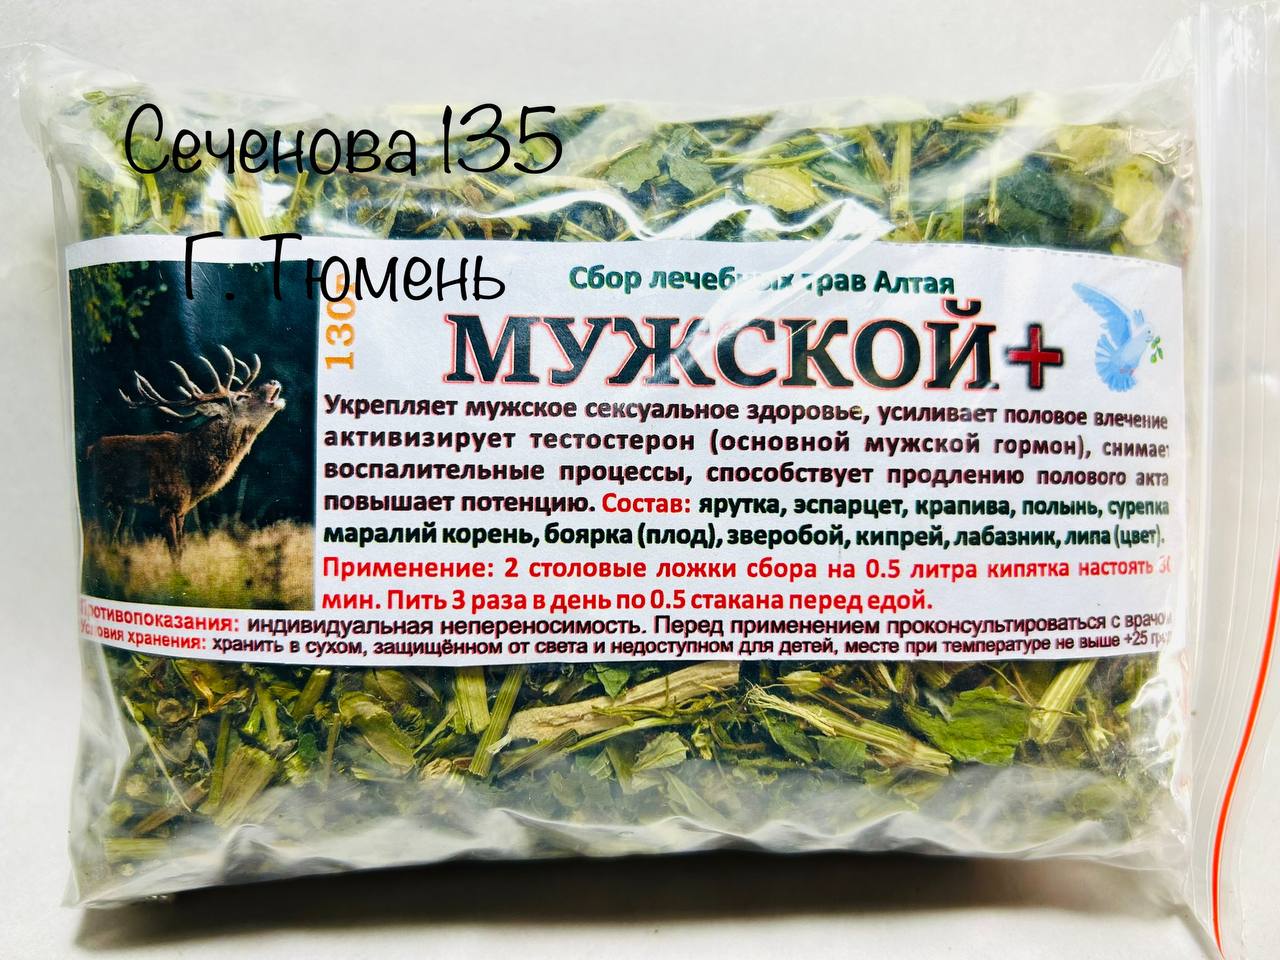 Сеченова 135
Г. Тюмень
Сбор лечебных трав Алтая
130г
МУЖСКОЙ+
Укрепляет мужское сексуальное здоровье, усиливает половое влечение
активизирует тестостерон (основной мужской гормон), снимает
воспалительные процессы, способствует продлению полового акта
повышает потенцию. Состав: ярутка, эспарцет, крапива, полынь, сурепка
маралий корень, боярка (плод), зверобой, кипрей, лабазник, липа (цвет).
Применение: 2 столовые ложки сбора на 0.5 литра кипятка настоять 30
мин. Пить 3 раза в день по 0.5 стакана перед едой.
Противопоказания: индивидуальная непереносимость. Перед применением проконсультироваться с врачом
Условия хранения: хранить в сухом, защищённом от света и недоступном для детей, месте при температуре не выше +25 град